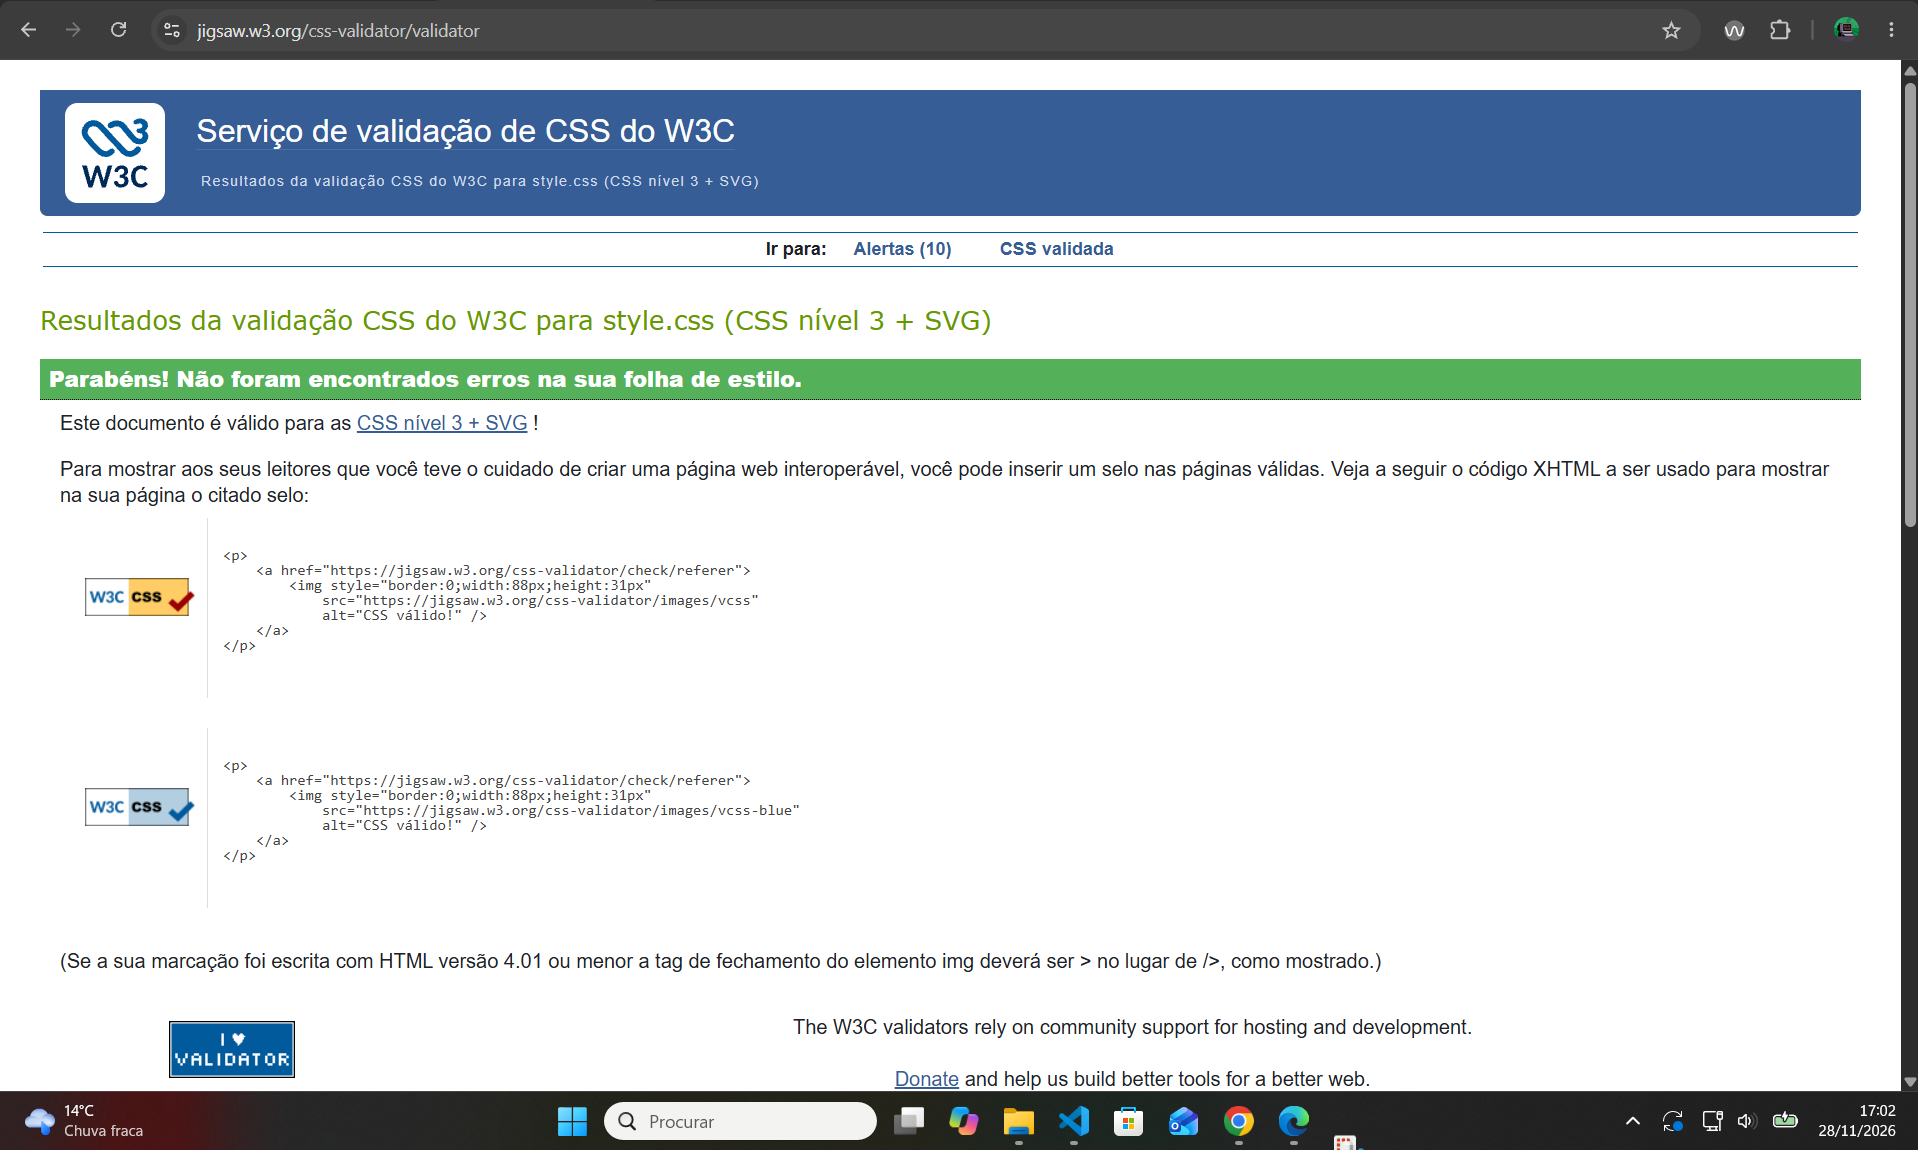 jigsaw.w3.org/css-validator/validator
W3C
Serviço de validação de CSS do W3C
Resultados da validação CSS do W3C para style.css (CSS nível 3 + SVG)
Ir para: Alertas (10) CSS validada
Resultados da validação CSS do W3C para style.css (CSS nível 3 + SVG)
Parabéns! Não foram encontrados erros na sua folha de estilo.
Este documento é válido para as CSS nível 3 + SVG !
Para mostrar aos seus leitores que você teve o cuidado de criar uma página web interoperável, você pode inserir um selo nas páginas válidas. Veja a seguir o código XHTML a ser usado para mostrar
na sua página o citado selo:
W3C css
<p>
<a href="https://jigsaw.w3.org/css-validator/check/referer">
<img style="border:0;width:88px;height:31px"
src="https://jigsaw.w3.org/css-validator/images/vcss"
alt="CSS válido!" />
</a>
</p>
W3C css
<p>
<a href="https://jigsaw.w3.org/css-validator/check/referer">
<img style="border:0;width:88px;height:31px"
src="https://jigsaw.w3.org/css-validator/images/vcss-blue"
alt="CSS válido!" />
</a>
</p>
(Se a sua marcação foi escrita com HTML versão 4.01 ou menor a tag de fechamento do elemento img deverá ser > no lugar de />, como mostrado.)
I ♥
VALIDATOR
The W3C validators rely on community support for hosting and development.
Donate and help us build better tools for a better web.
14°C
Chuva fraca
Procurar
17:02
28/11/2026